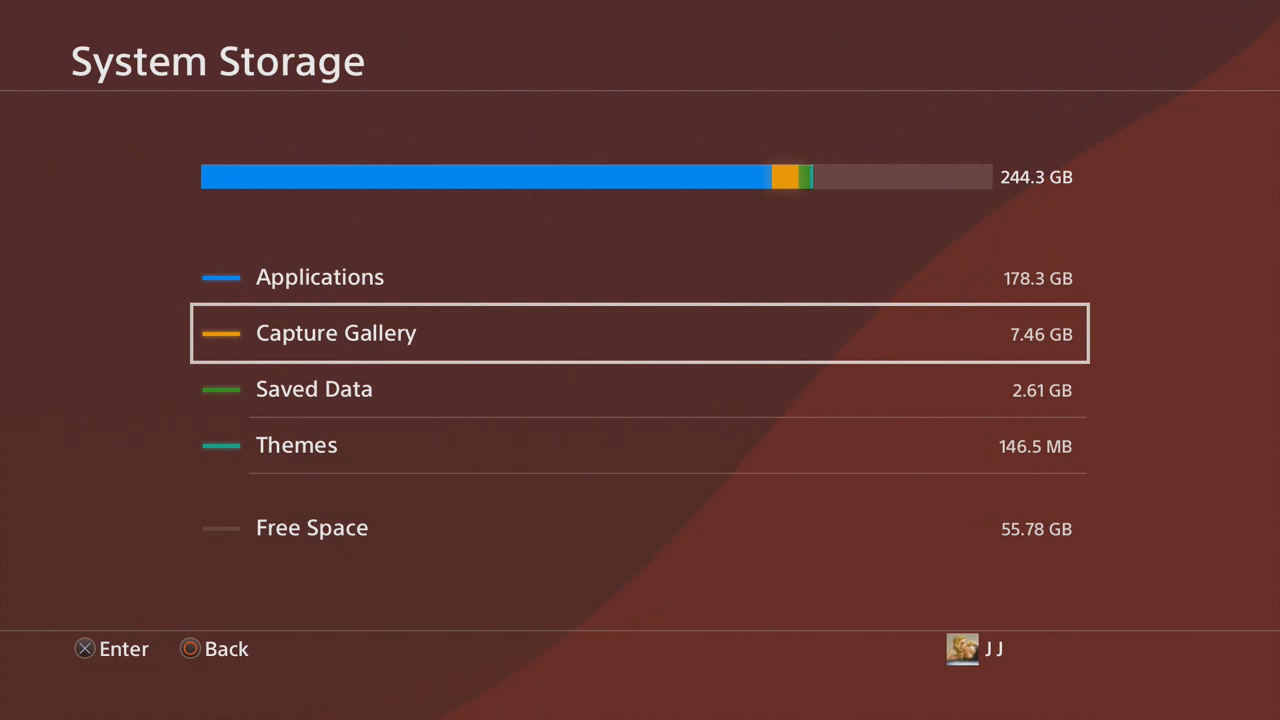 System Storage
244.3 GB
Applications 178.3 GB
Capture Gallery 7.46 GB
Saved Data 2.61 GB
Themes 146.5 MB
Free Space 55.78 GB
Enter Back J J